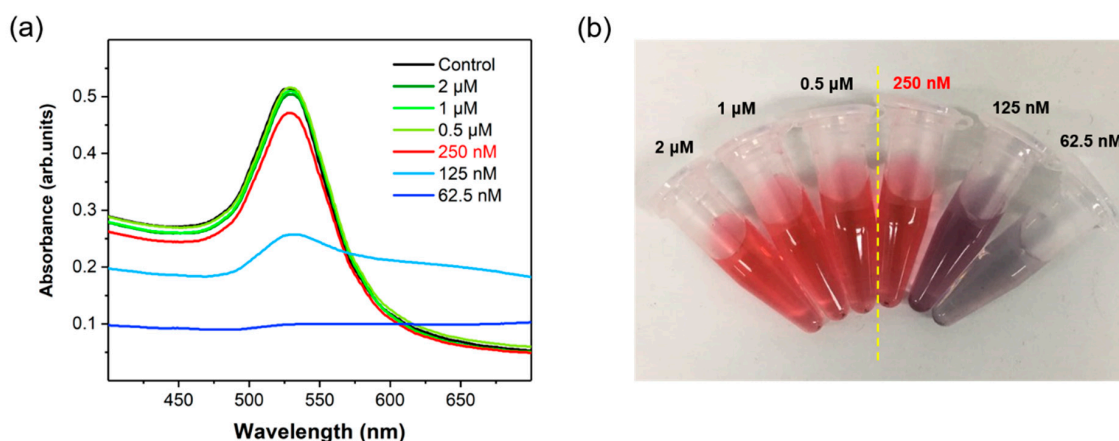 (a)
Absorbance (arb.units)
0.5
0.4
0.3
0.2
0.1
Control
2 µM
1 µM
0.5 µM
250 nM
125 nM
62.5 nM
450
500
550
600
650
Wavelength (nm)
(b)
2 µM
1 µM
0.5 µM
250 nM
125 nM
62.5 nM